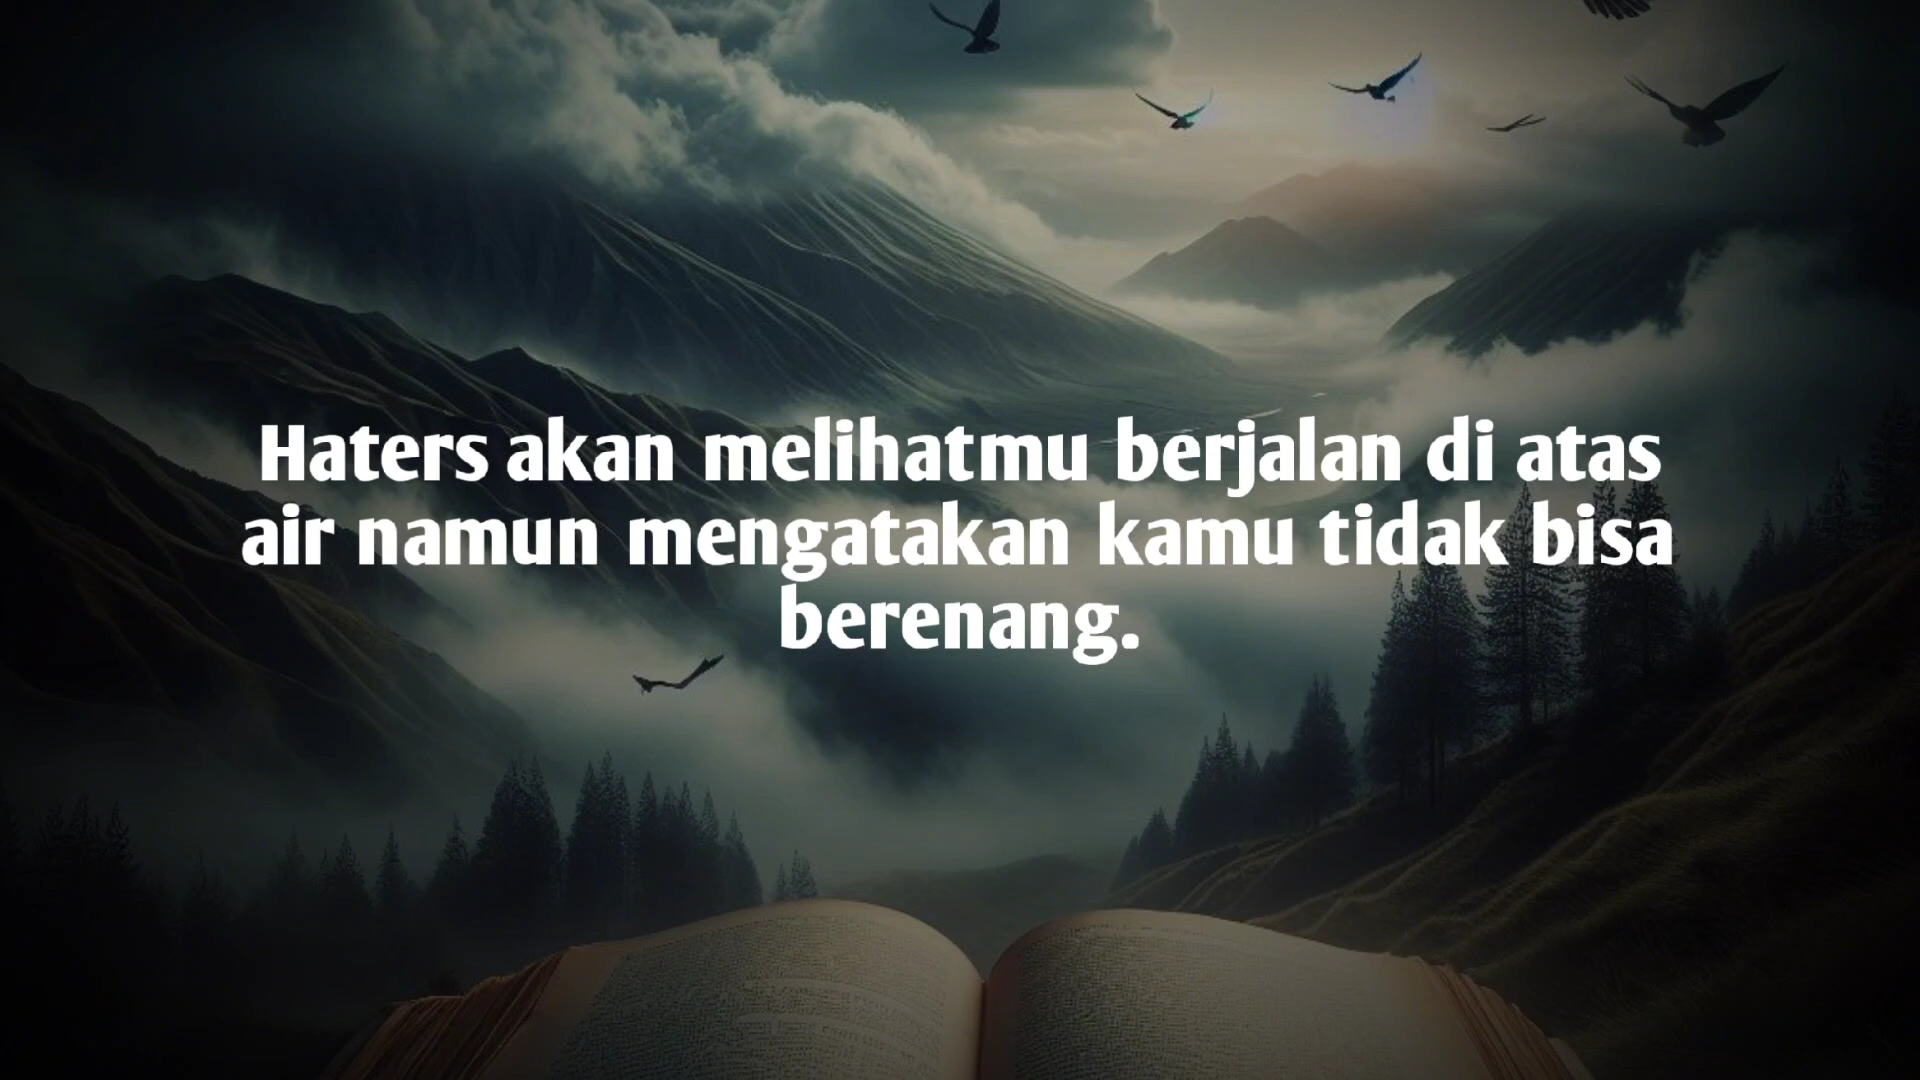 Haters akan melihatmu berjalan di atas
air namun mengatakan kamu tidak bisa
berenang.